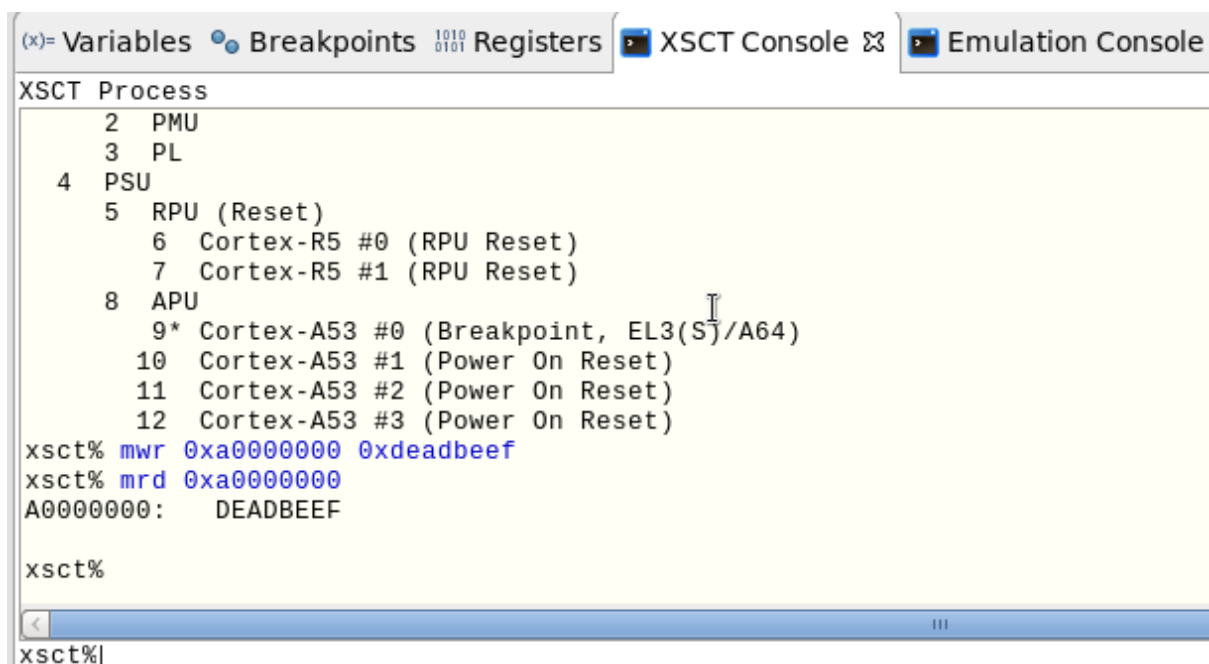 (x)= Variables Breakpoints 1010 0101 Registers XSCT Console Emulation Console
XSCT Process
2 PMU
3 PL
4 PSU
5 RPU (Reset)
6 Cortex-R5 #0 (RPU Reset)
7 Cortex-R5 #1 (RPU Reset)
8 APU
9* Cortex-A53 #0 (Breakpoint, EL3(S)/A64)
10 Cortex-A53 #1 (Power On Reset)
11 Cortex-A53 #2 (Power On Reset)
12 Cortex-A53 #3 (Power On Reset)
xsct% mwr 0xa0000000 0xdeadbeef
xsct% mrd 0xa0000000
A0000000: DEADBEEF
xsct%
xsct%